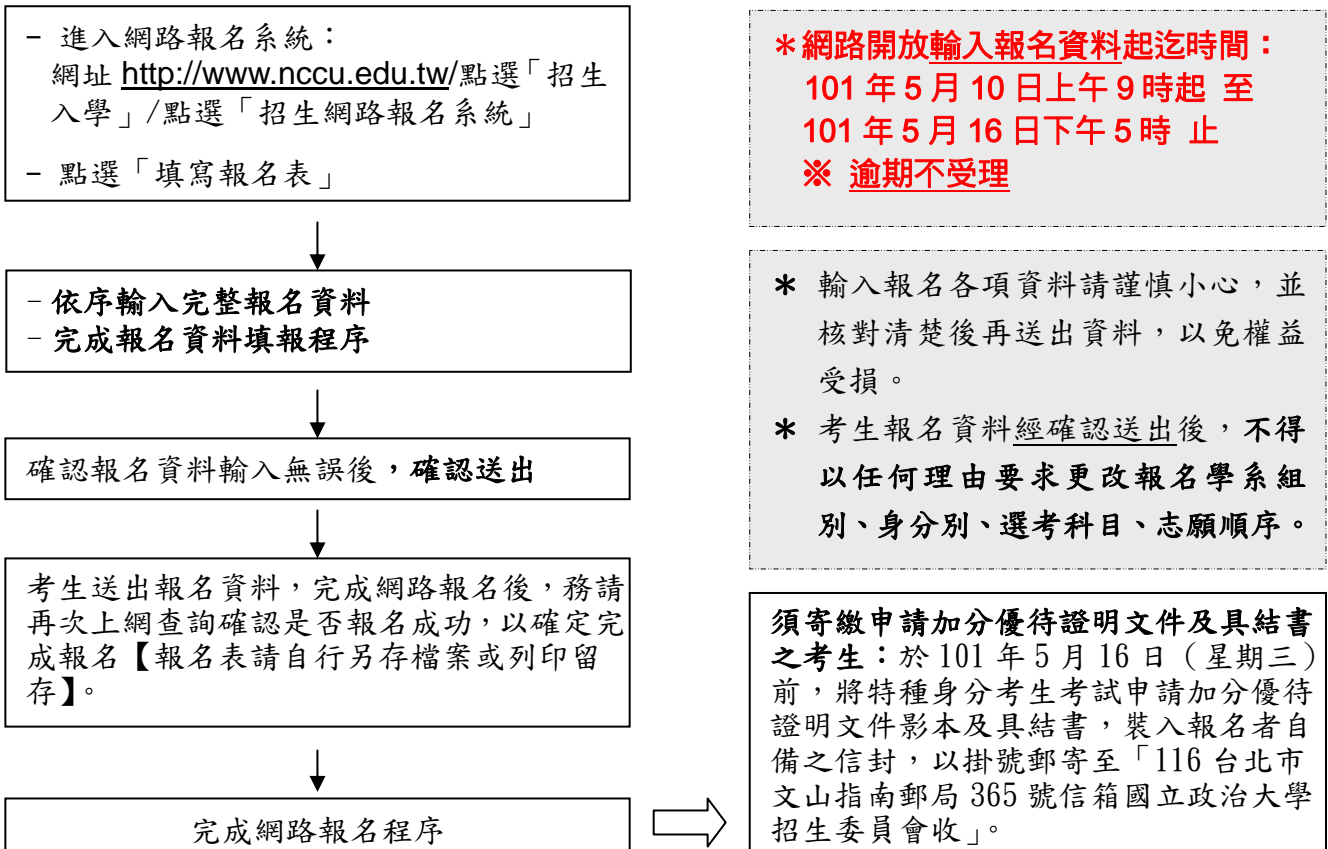 - 進入網路報名系統：
網址 http://www.nccu.edu.tw/點選「招生
入學」/點選「招生網路報名系統」
- 點選「填寫報名表」
-依序輸入完整報名資料
-完成報名資料填報程序
確認報名資料輸入無誤後，確認送出
考生送出報名資料，完成網路報名後，務請
再次上網查詢確認是否報名成功，以確定完
成報名【報名表請自行另存檔案或列印留
存】。
完成網路報名程序
＊網路開放輸入報名資料起迄時間：
101 年 5 月 10 日上午 9 時起 至
101 年 5 月 16 日下午 5 時 止
※ 逾期不受理
＊ 輸入報名各項資料請謹慎小心，並
核對清楚後再送出資料，以免權益
受損。
＊ 考生報名資料經確認送出後，不得
以任何理由要求更改報名學系組
別、身分別、選考科目、志願順序。
須寄繳申請加分優待證明文件及具結書
之考生：於 101 年 5 月 16 日（星期三）
前，將特種身分考生考試申請加分優待
證明文件影本及具結書，裝入報名者自
備之信封，以掛號郵寄至「116 台北市
文山指南郵局 365 號信箱國立政治大學
招生委員會收」。